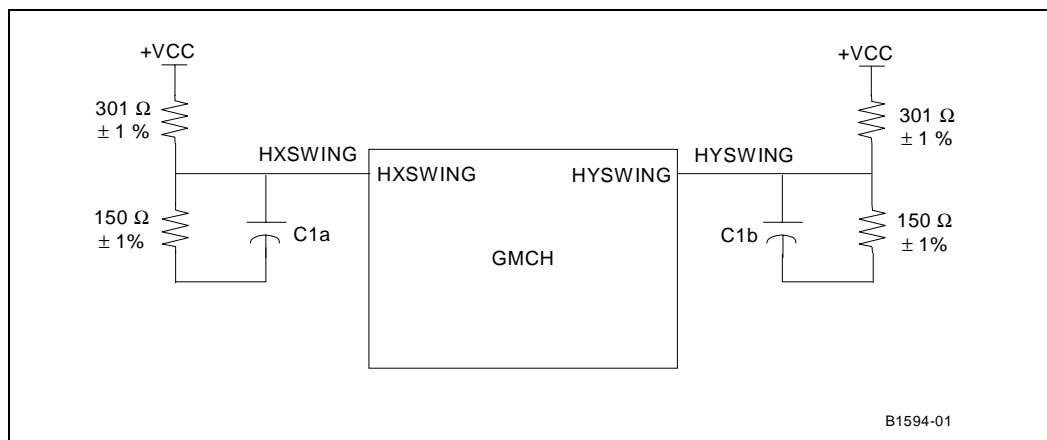 +VCC
301 Ω
± 1 %
HXSWING
150 Ω
± 1%
C1a
HXSWING
HYSWING
GMCH
HYSWING
+VCC
301 Ω
± 1 %
C1b
150 Ω
± 1%
B1594-01